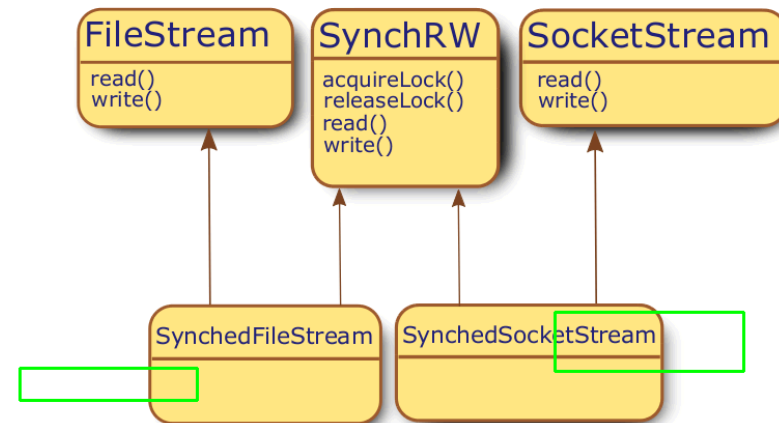 FileStream
read()
write()
SynchRW
acquireLock()
releaseLock()
read()
write()
SocketStream
read()
write()
SynchedFileStream
SynchedSocketStream